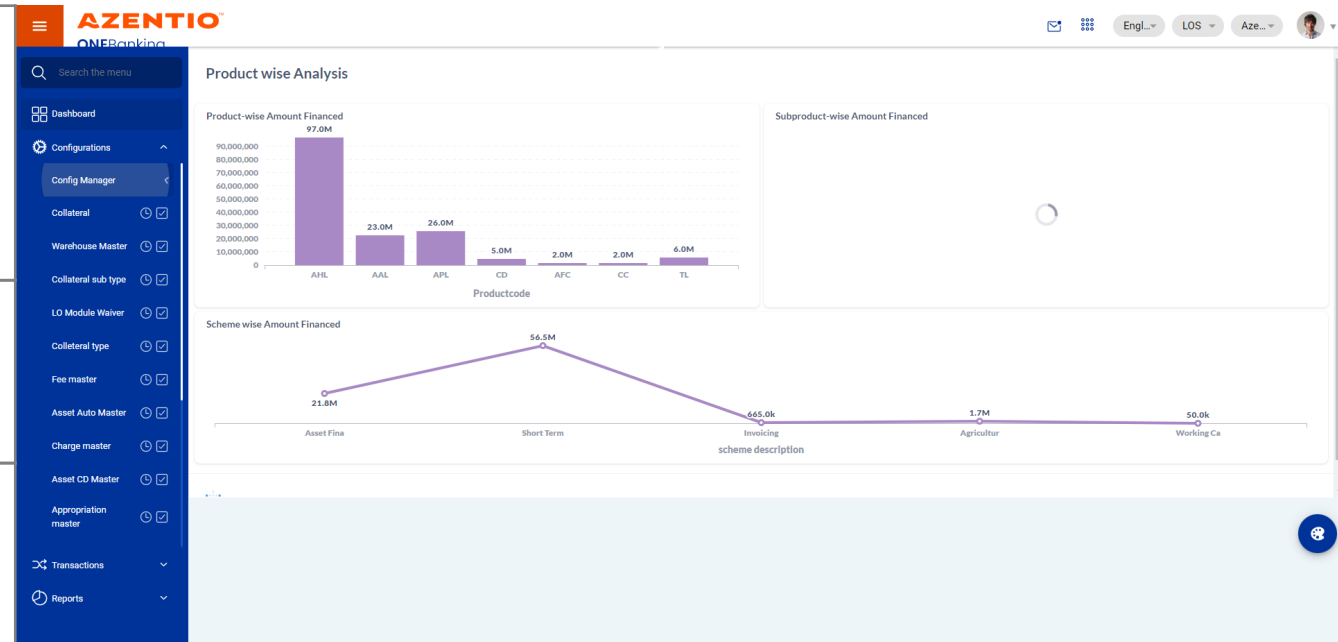 AZENTIO
ONEBanking
Engl...
LOS
Aze...
Search the menu
Dashboard
Configurations
Config Manager
Collateral
Warehouse Master
Collateral sub type
LO Module Waiver
Colleteral type
Fee master
Asset Auto Master
Charge master
Asset CD Master
Appropriation
master
Transactions
Reports
Product wise Analysis
Product-wise Amount Financed
97.0M
90,000,000
80,000,000
70,000,000
60,000,000
50,000,000
40,000,000
30,000,000
20,000,000
10,000,000
0
23.0M
26.0M
5.0M
2.0M
2.0M
6.0M
AHL AAL APL CD AFC CC TL
Productcode
Subproduct-wise Amount Financed
Scheme wise Amount Financed
56.5M
21.8M
665.0k
1.7M
50.0k
Asset Fina Short Term Invoicing Agricultur Working Ca
scheme description